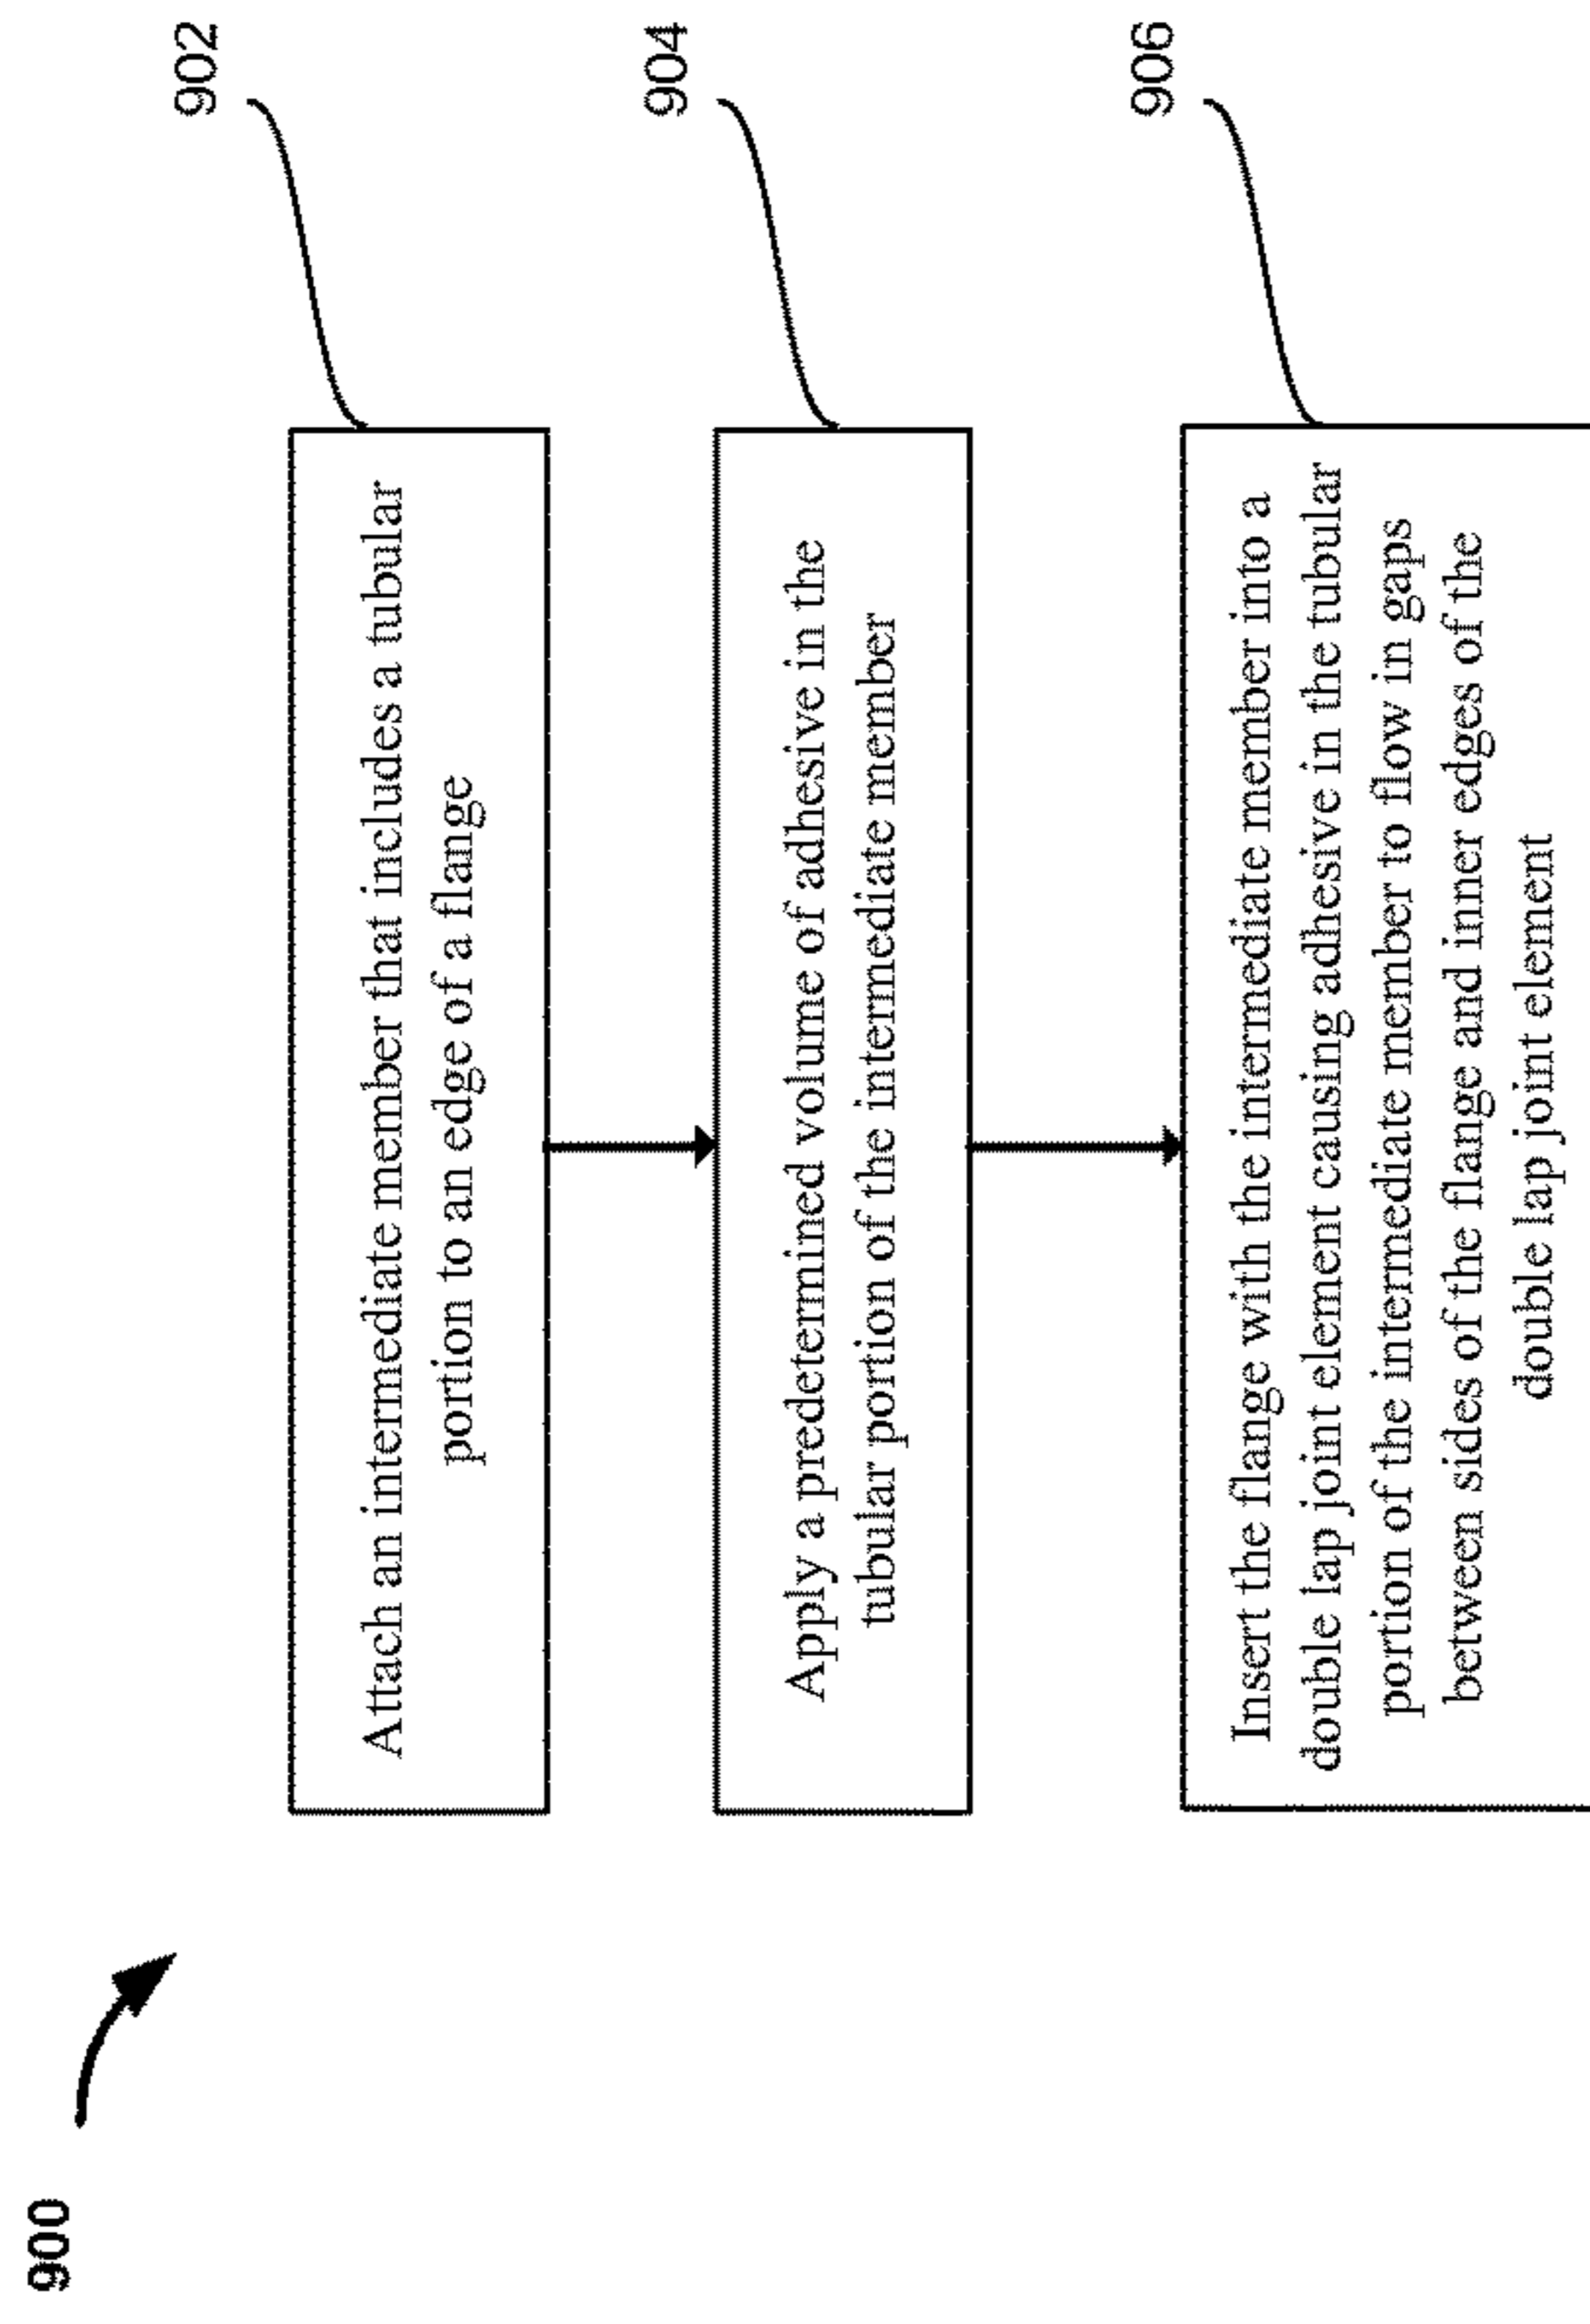 900
902
Attach an intermediate member that includes a tubular
portion to an edge of a flange
904
Apply a predetermined volume of adhesive in the
tubular portion of the intermediate member
906
Insert the flange with the intermediate member into a
double lap joint element causing adhesive in the tubular
portion of the intermediate member to flow in gaps
between sides of the flange and inner edges of the
double lap joint element